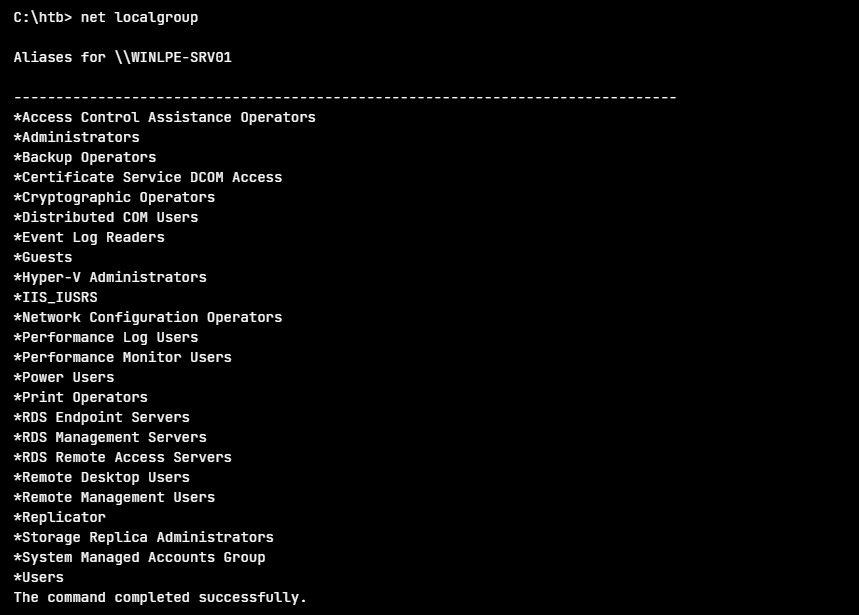 C:\htb> net localgroup
Aliases for \\WINLPE-SRV01
-------------------------------------------------------------------------------
*Access Control Assistance Operators
*Administrators
*Backup Operators
*Certificate Service DCOM Access
*Cryptographic Operators
*Distributed COM Users
*Event Log Readers
*Guests
*Hyper-V Administrators
*IIS_IUSRS
*Network Configuration Operators
*Performance Log Users
*Performance Monitor Users
*Power Users
*Print Operators
*RDS Endpoint Servers
*RDS Management Servers
*RDS Remote Access Servers
*Remote Desktop Users
*Remote Management Users
*Replicator
*Storage Replica Administrators
*System Managed Accounts Group
*Users
The command completed successfully.